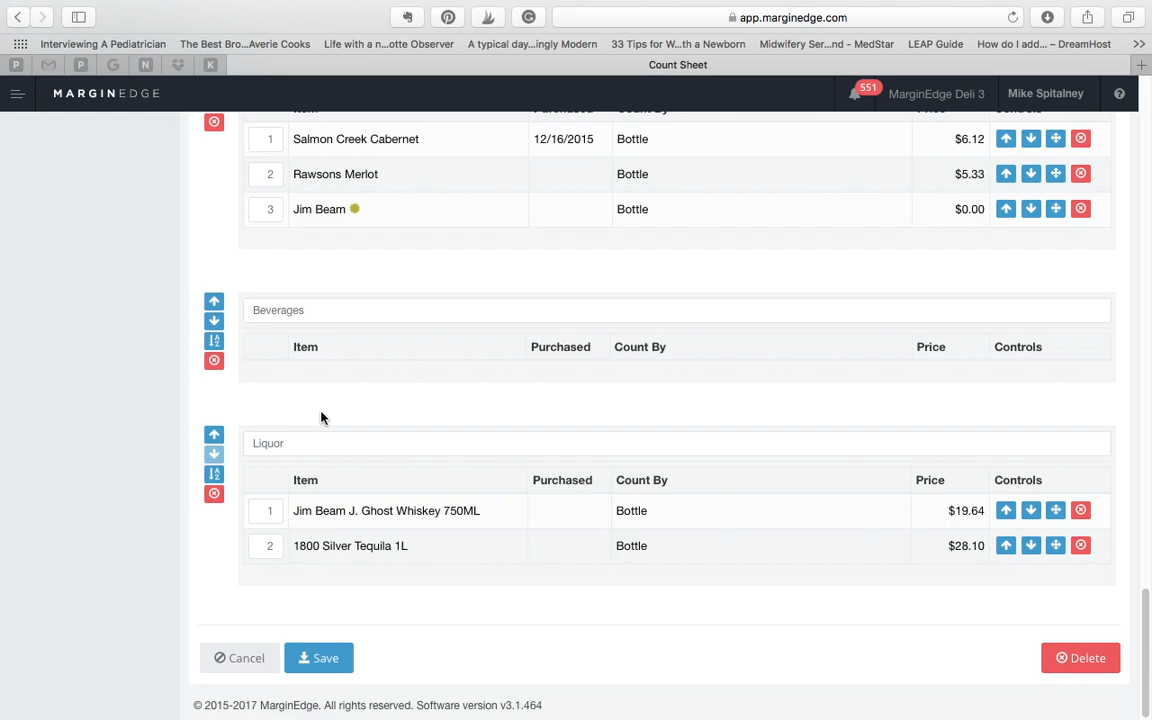 app.marginedge.com
Interviewing A Pediatrician The Best Bro...Averie Cooks Life with a n...otte Observer A typical day...ingly Modern 33 Tips for W...th a Newborn Midwifery Ser...nd - MedStar LEAP Guide How do I add... – DreamHost >>
P P G N K Count Sheet +
MARGINEDGE 551 MarginEdge Deli 3 Mike Spitalney ?
1 Salmon Creek Cabernet 12/16/2015 Bottle $6.12
2 Rawsons Merlot Bottle $5.33
3 Jim Beam Bottle $0.00
Beverages
Item Purchased Count By Price Controls
Liquor
Item Purchased Count By Price Controls
1 Jim Beam J. Ghost Whiskey 750ML Bottle $19.64
2 1800 Silver Tequila 1L Bottle $28.10
Cancel Save Delete
© 2015-2017 MarginEdge. All rights reserved. Software version v3.1.464